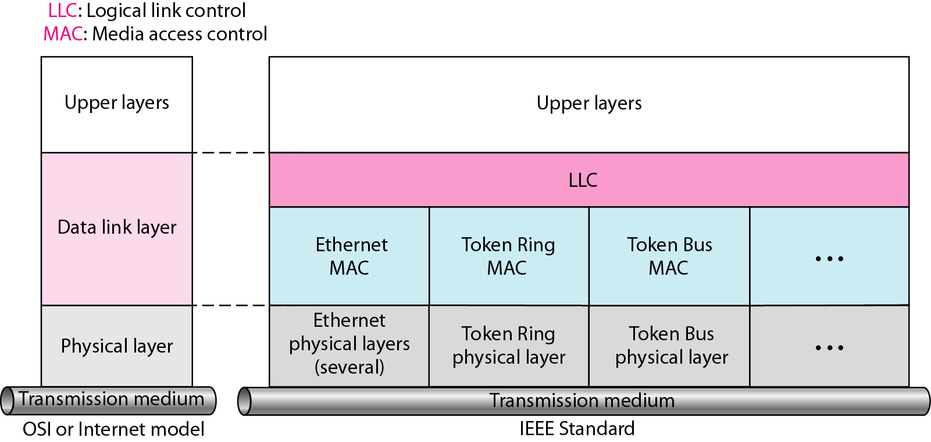 LLC: Logical link control
MAC: Media access control
Upper layers
Data link layer
Physical layer
Transmission medium
OSI or Internet model
Upper layers
LLC
Ethernet
MAC
Token Ring
MAC
Token Bus
MAC
...
Ethernet
physical layers
(several)
Token Ring
physical layer
Token Bus
physical layer
...
Transmission medium
IEEE Standard